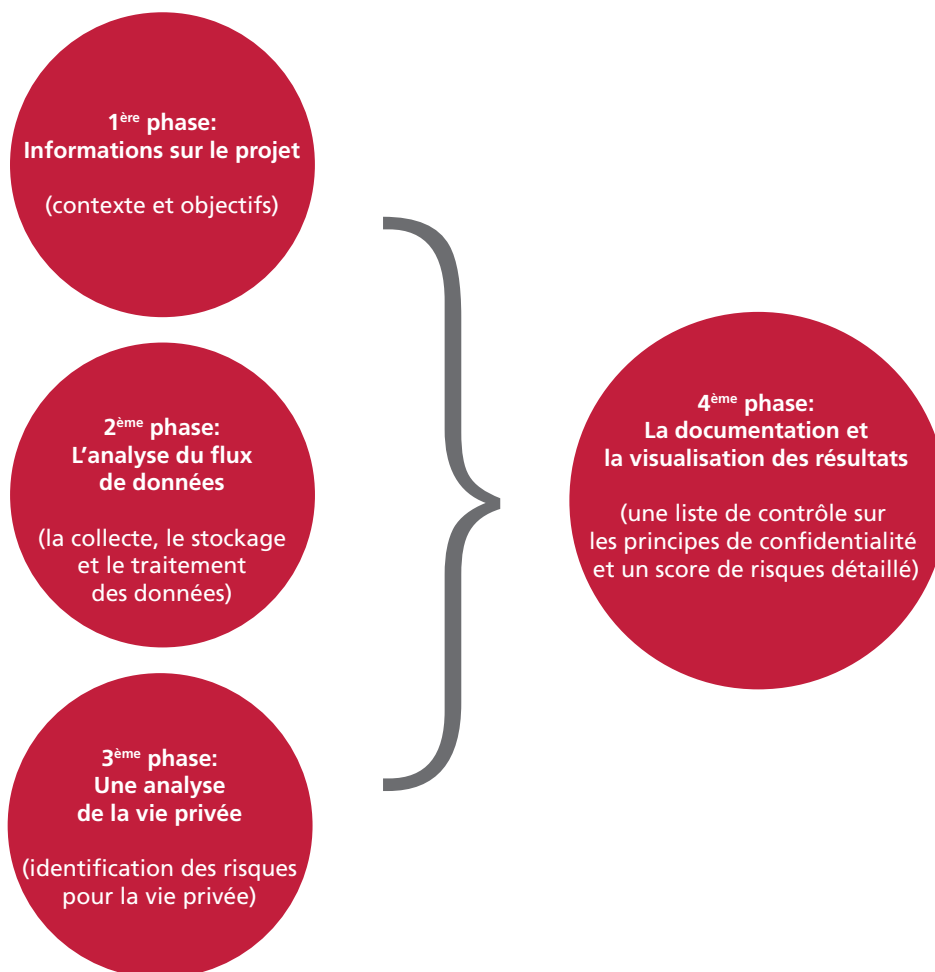 1ère phase:
Informations sur le projet
(contexte et objectifs)
2ème phase:
L'analyse du flux
de données
(la collecte, le stockage
et le traitement
des données)
3ème phase:
Une analyse
de la vie privée
(identification des risques
pour la vie privée)
4ème phase:
La documentation et
la visualisation des résultats
(une liste de contrôle sur
les principes de confidentialité
et un score de risques détaillé)